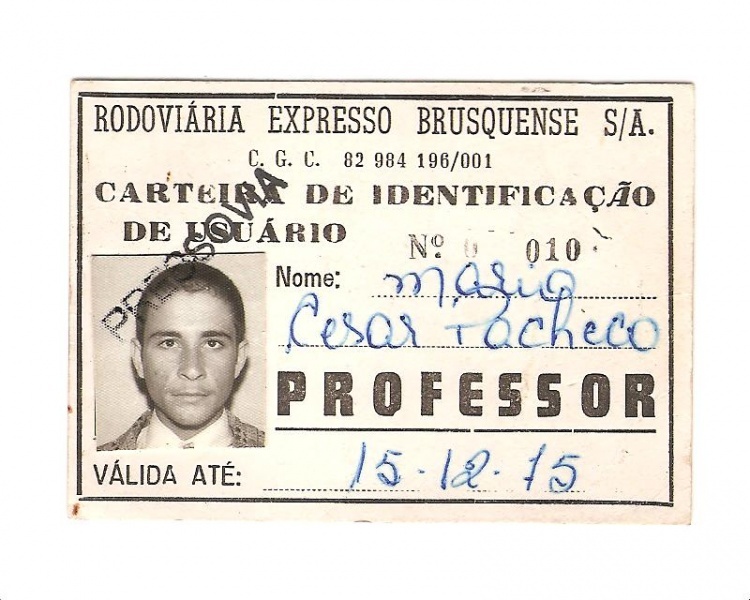 RODOVIÁRIA EXPRESSO BRUSQUENSE S/A.
C. G. C. 82 984 196/001
CARTEIRA DE IDENTIFICAÇÃO
DE USUÁRIO
Nº 0 010
Nome: Mario
Cesar Pacheco
PROFESSOR
VÁLIDA ATÉ: 15-12-75